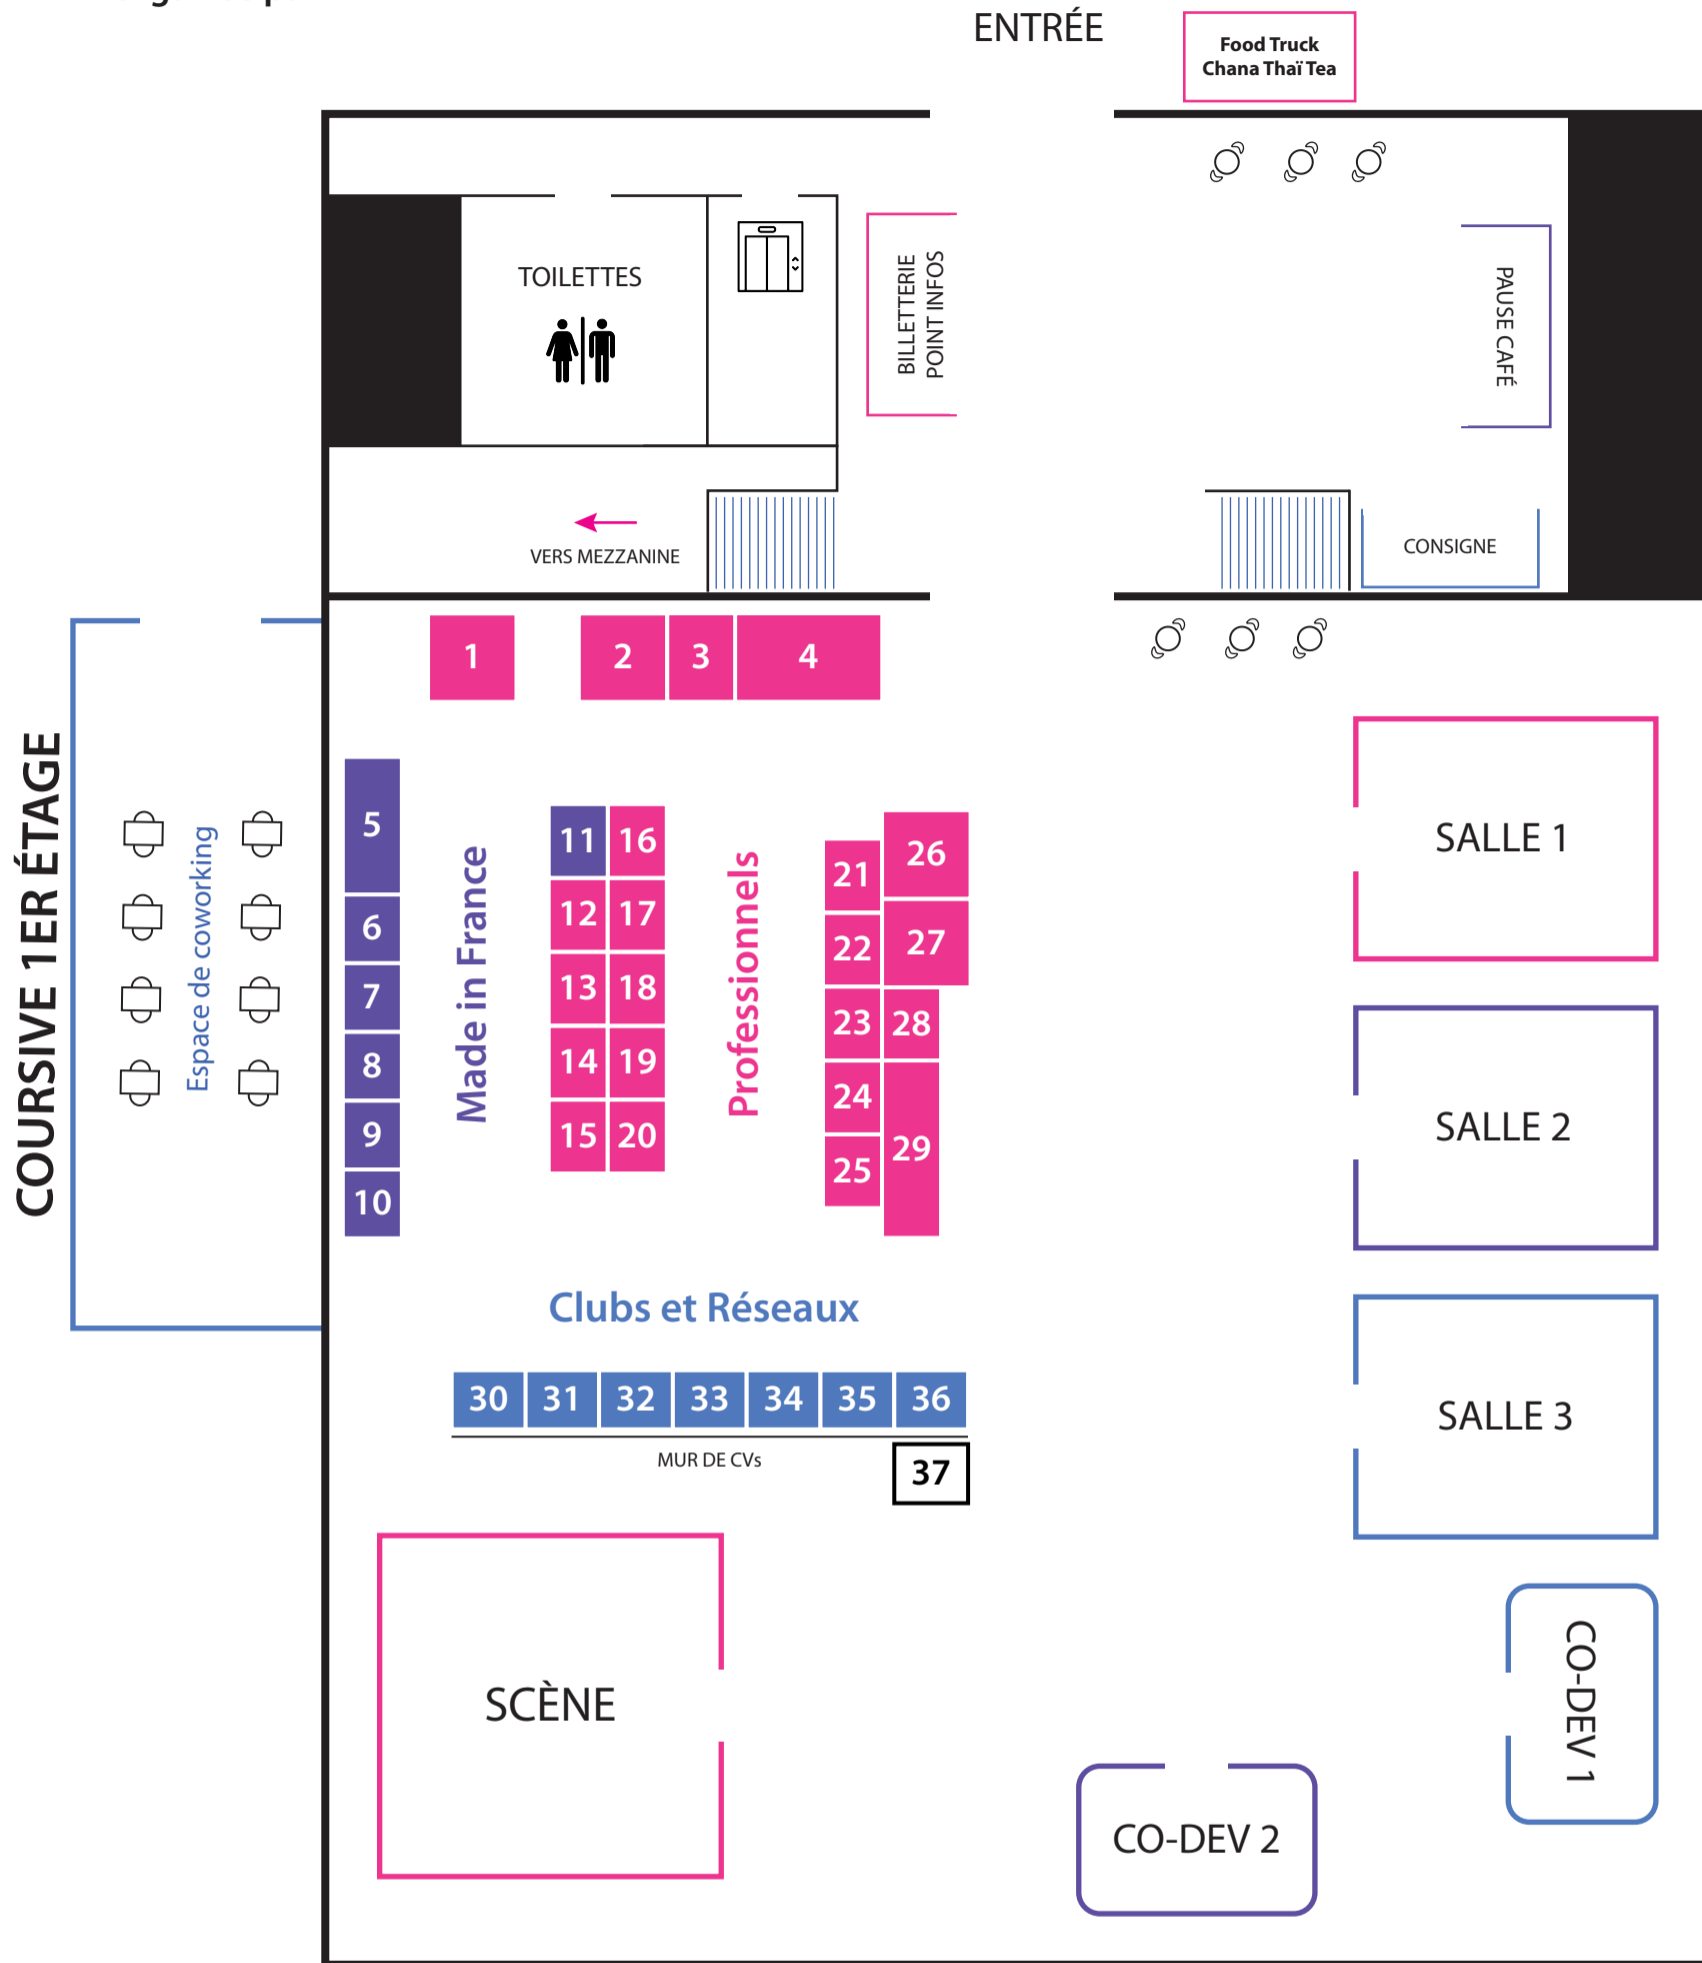 ENTRÉE
Food Truck
Chana Thaï Tea
TOILETTES
BILLETTERIE
POINT INFOS
PAUSE CAFÉ
VERS MEZZANINE
CONSIGNE
1
2
3
4
COURSIVE 1ER ÉTAGE
Espace de coworking
5
6
7
8
9
10
Made in France
11
16
12
17
13
18
14
19
15
20
Professionnels
21
22
23
24
25
26
27
28
29
SALLE 1
SALLE 2
SALLE 3
Clubs et Réseaux
30
31
32
33
34
35
36
MUR DE CVs
37
SCÈNE
CO-DEV 1
CO-DEV 2